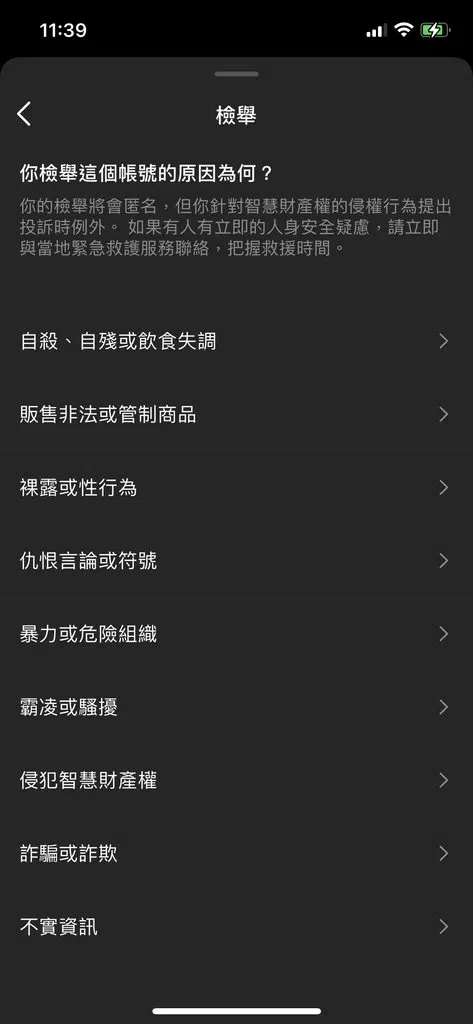 11:39
檢舉
你檢舉這個帳號的原因為何？
你的檢舉將會匿名，但你針對智慧財產權的侵權行為提出
投訴時例外。 如果有人有立即的人身安全疑慮，請立即
與當地緊急救護服務聯絡，把握救援時間。
自殺、自殘或飲食失調
販售非法或管制商品
裸露或性行為
仇恨言論或符號
暴力或危險組織
霸凌或騷擾
侵犯智慧財產權
詐騙或詐欺
不實資訊